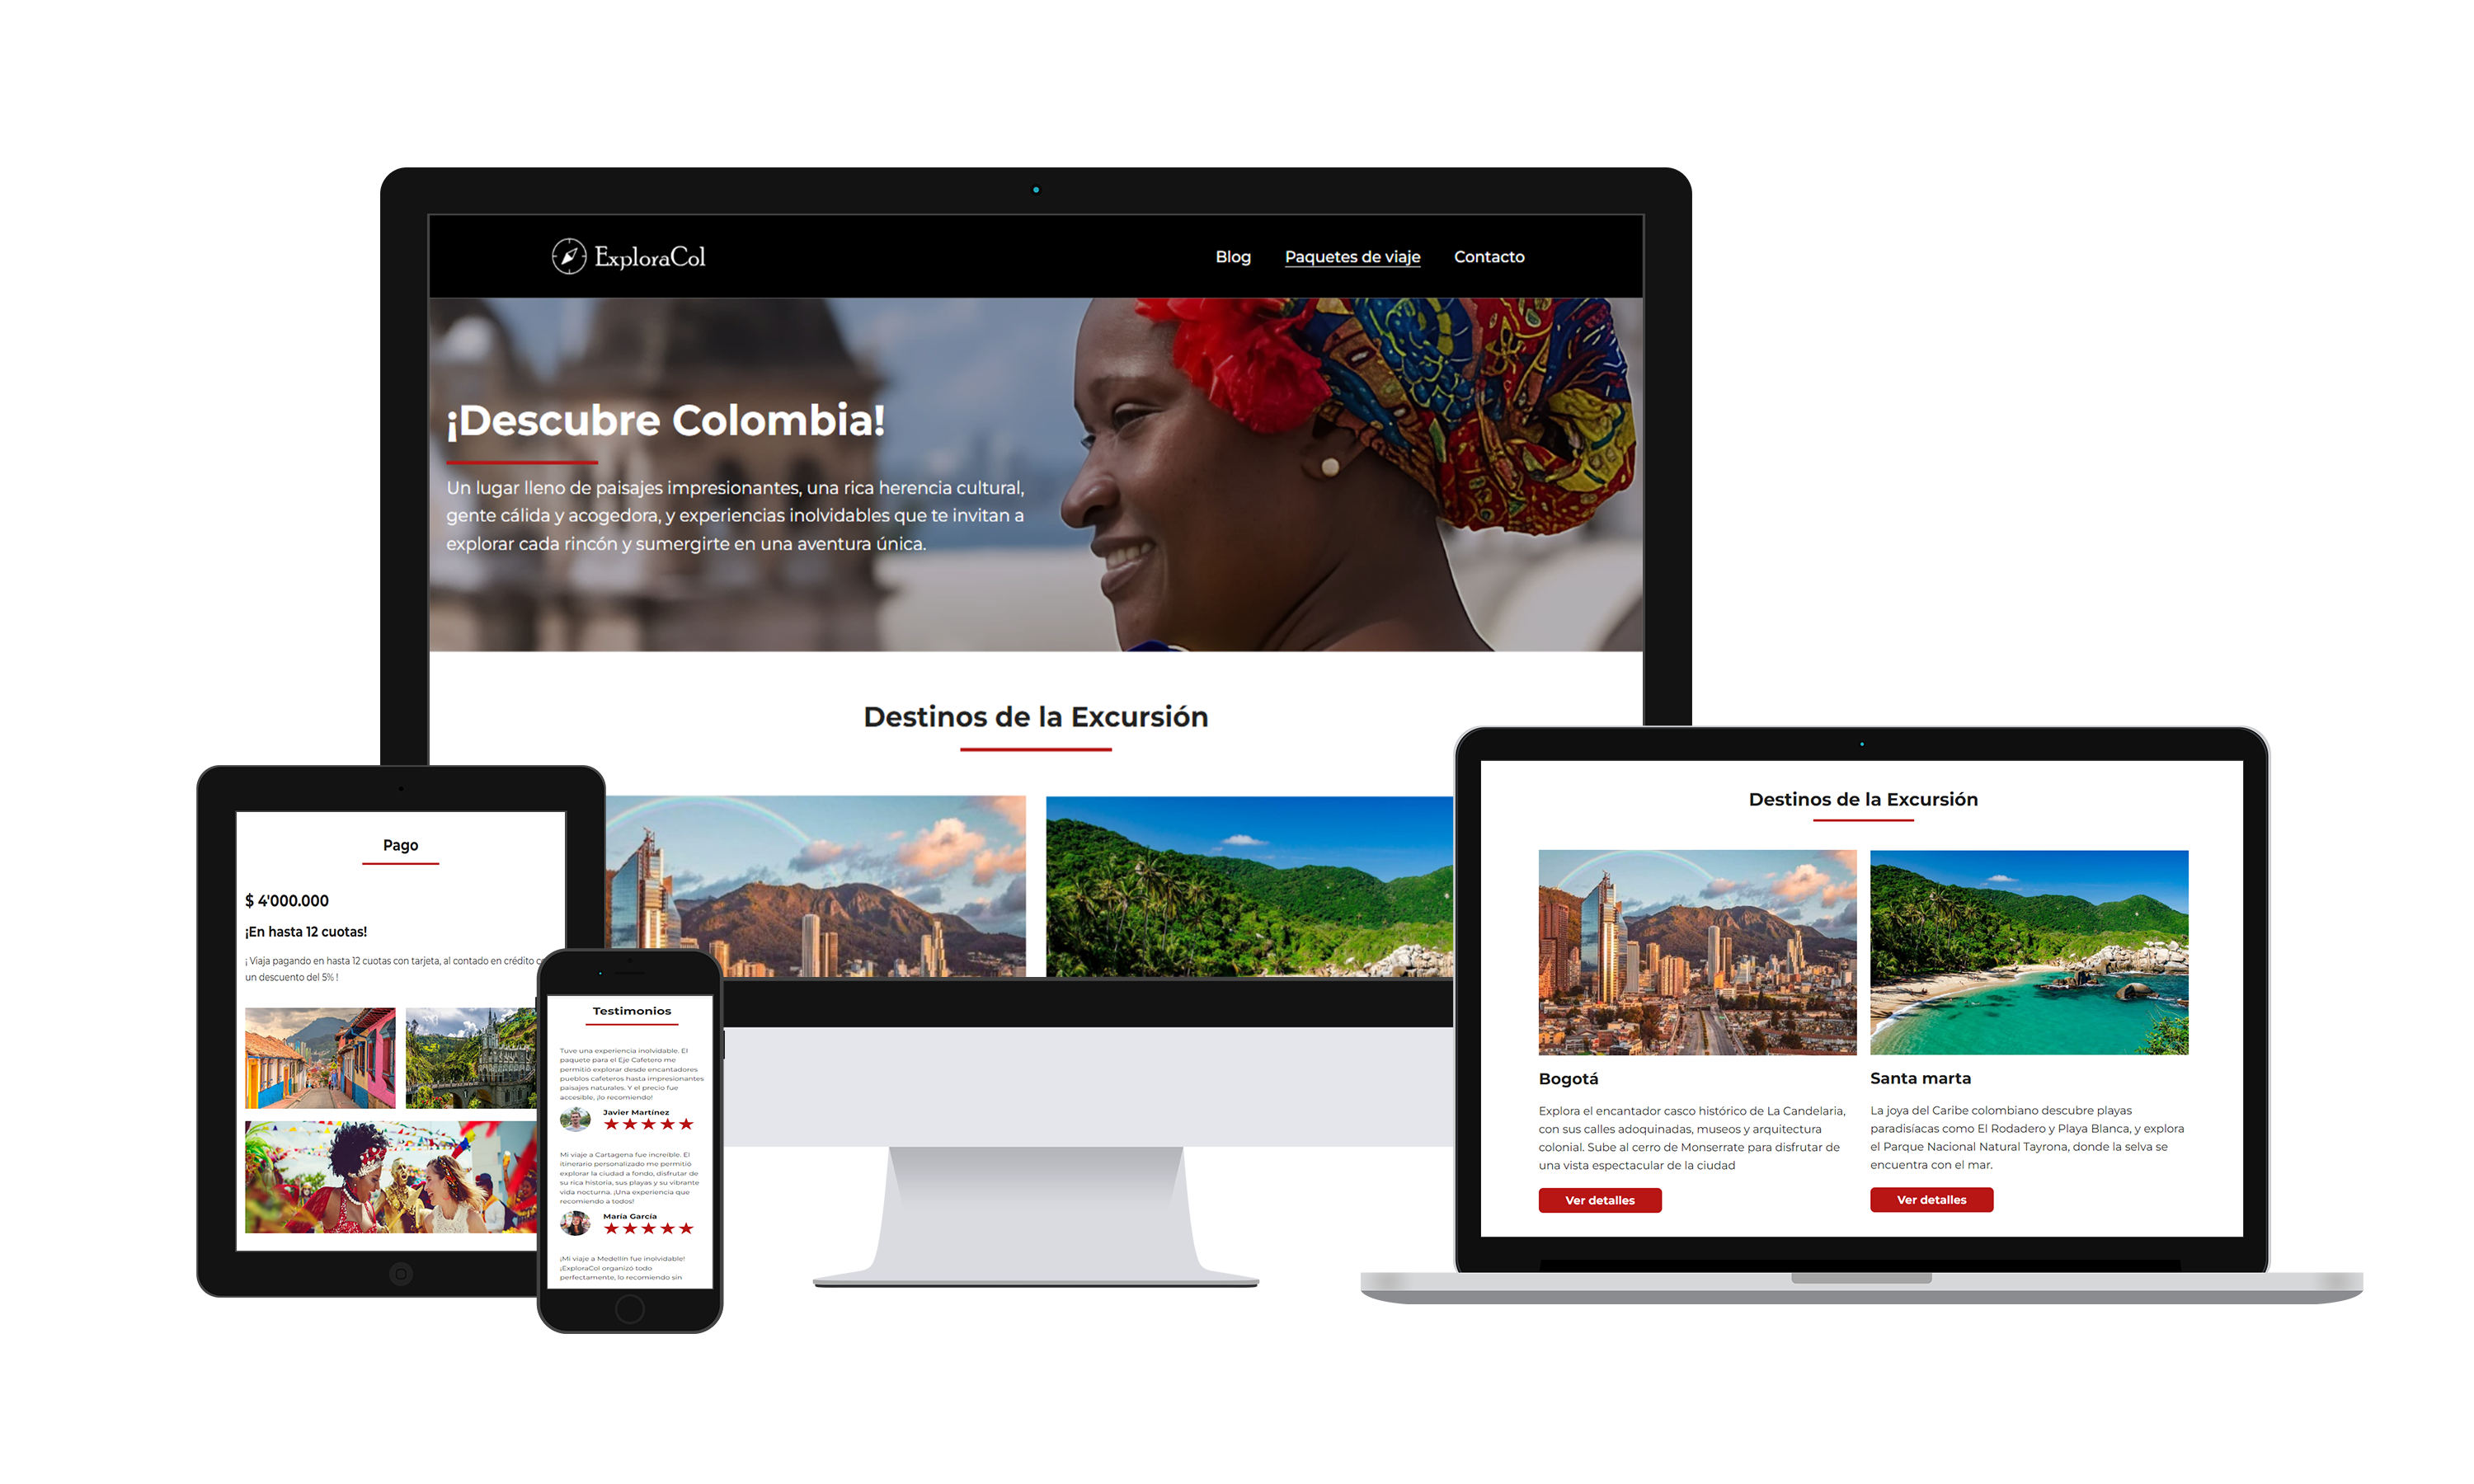 ExploraCol
Blog Paquetes de viaje Contacto
¡Descubre Colombia!
Un lugar lleno de paisajes impresionantes, una rica herencia cultural,
gente cálida y acogedora, y experiencias inolvidables que te invitan a
explorar cada rincón y sumergirte en una aventura única.
Destinos de la Excursión
Pago
$ 4'000.000
¡En hasta 12 cuotas!
¡ Viaja pagando en hasta 12 cuotas con tarjeta, al contado en crédito
un descuento del 5% !
Testimonios
Tuve una experiencia inolvidable. El
paquete para el Eje Cafetero me
permitió explorar desde encantadores
pueblos cafeteros hasta impresionantes
paisajes naturales. Y el precio fue
accesible, ¡lo recomiendo!
Javier Martínez
Mi viaje a Cartagena fue increíble. El
itinerario personalizado me permitió
explorar la ciudad a fondo, disfrutar de
su rica historia, sus playas y su vibrante
vida nocturna. ¡Una experiencia que
recomiendo a todos!
María García
¡Mi viaje a Medellín fue inolvidable!
¡ExploraCol organizó todo
perfectamente, lo recomiendo sin
Destinos de la Excursión
Bogotá
Explora el encantador casco histórico de La Candelaria,
con sus calles adoquinadas, museos y arquitectura
colonial. Sube al cerro de Monserrate para disfrutar de
una vista espectacular de la ciudad
Ver detalles
Santa marta
La joya del Caribe colombiano descubre playas
paradisíacas como El Rodadero y Playa Blanca, y explora
el Parque Nacional Natural Tayrona, donde la selva se
encuentra con el mar.
Ver detalles